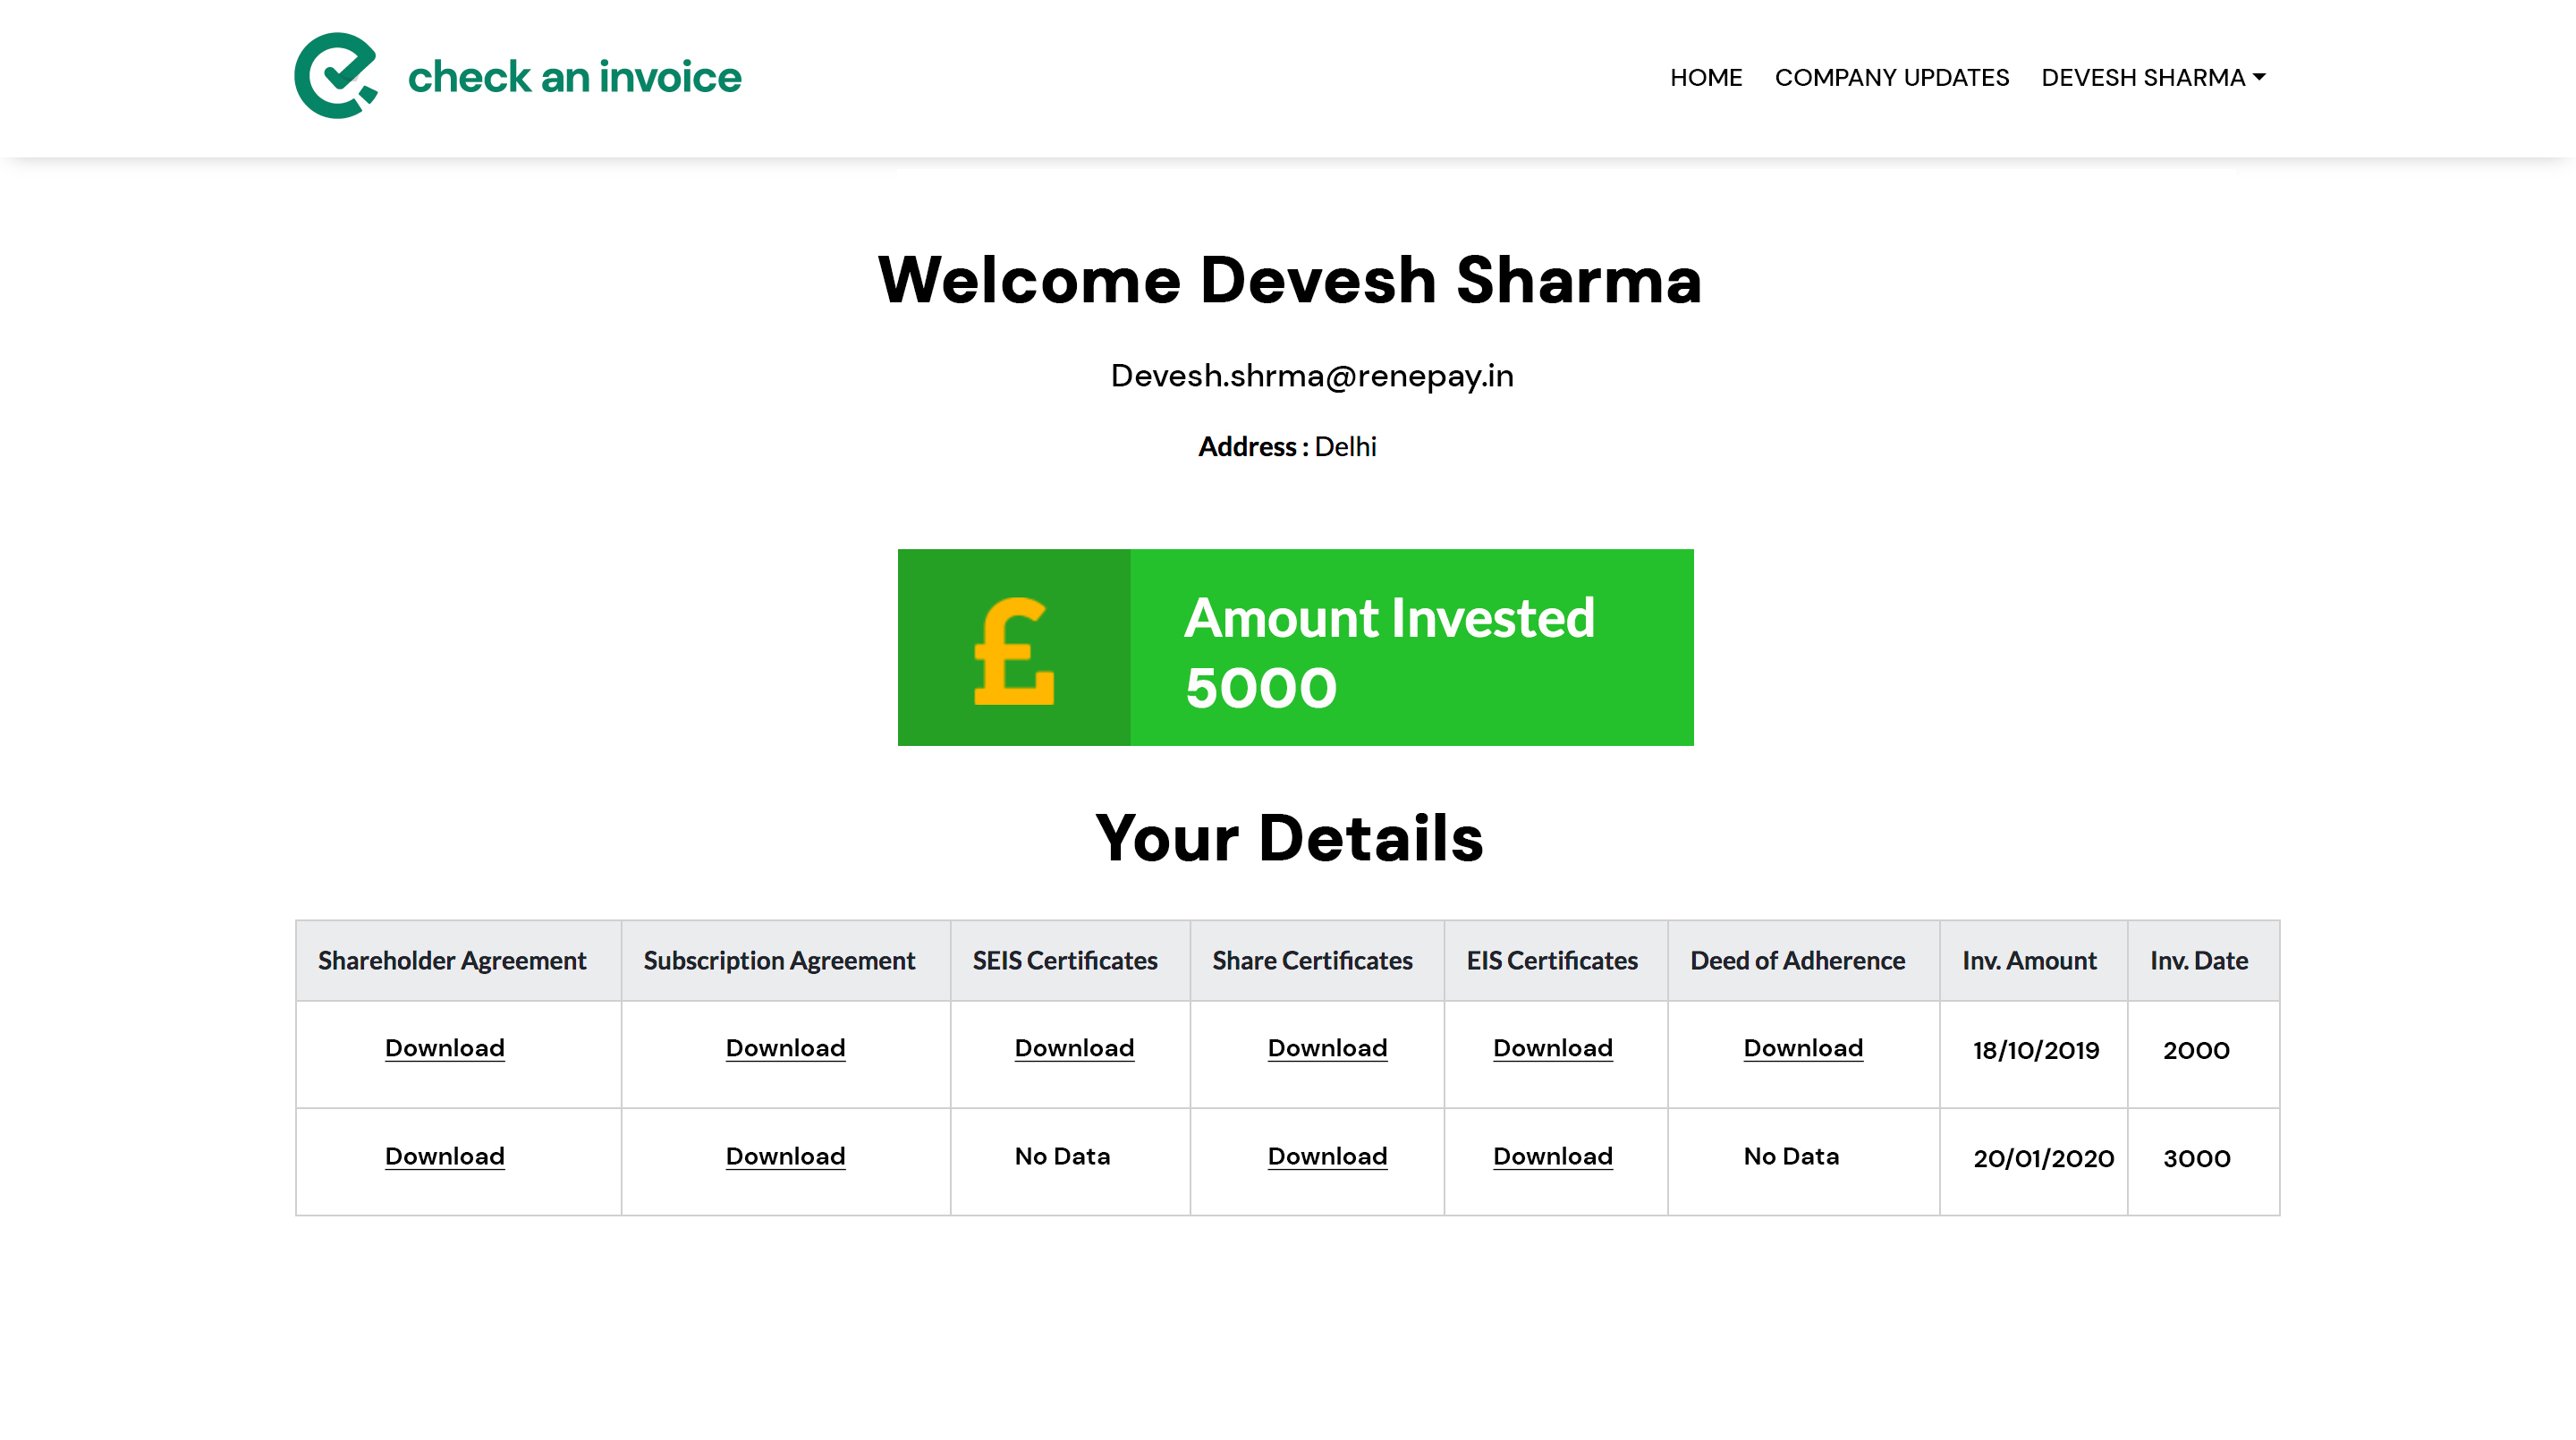 check an invoice
HOME COMPANY UPDATES DEVESH SHARMA
Welcome Devesh Sharma
Devesh.shrma@renepay.in
Address : Delhi
£
Amount Invested
5000
Your Details
Shareholder Agreement Subscription Agreement SEIS Certificates Share Certificates EIS Certificates Deed of Adherence Inv. Amount Inv. Date
Download Download Download Download Download Download 18/10/2019 2000
Download Download No Data Download Download No Data 20/01/2020 3000